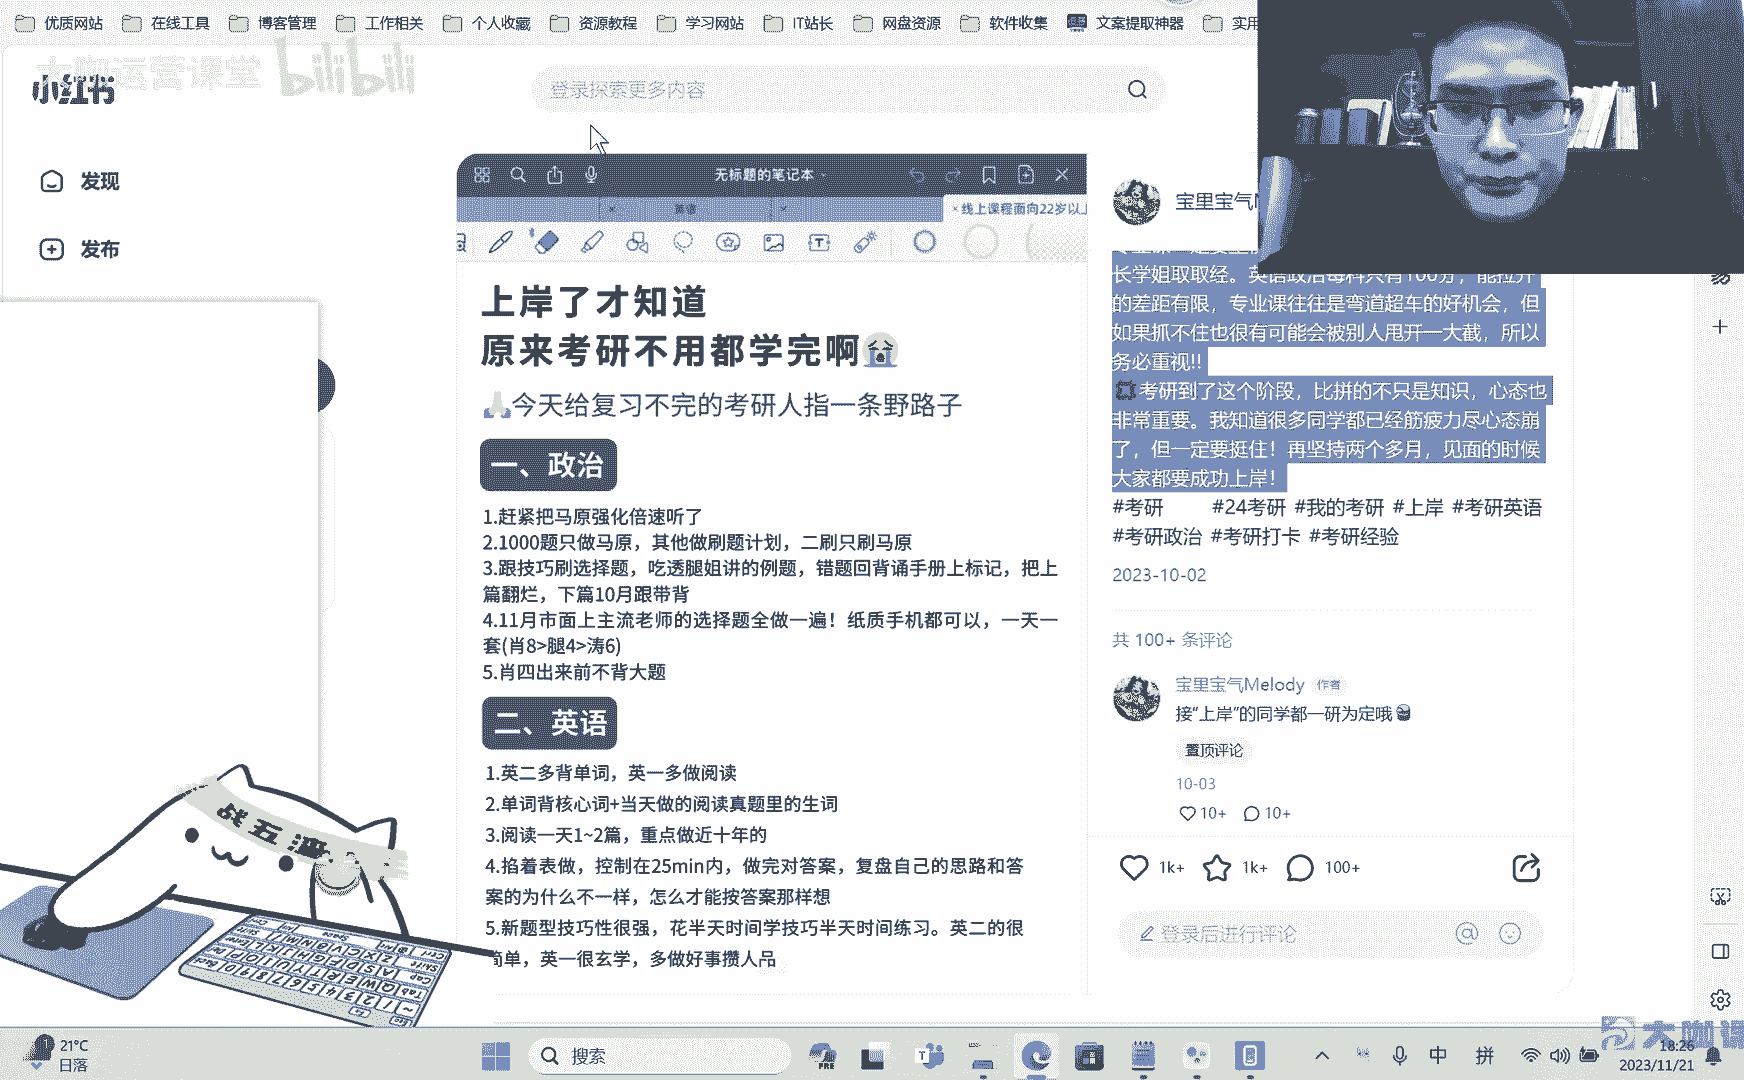 优质网站 在线工具 博客管理 工作相关 个人收藏 资源教程 学习网站 IT站长 网盘资源 软件收集 文案提取神器 实用
大咖运营课堂 bilibili
小红书
登录探索更多内容
发现
发布
无标题的笔记本
英语
线上课程面向22岁以上
上岸了才知道
原来考研不用都学完啊
今天给复习不完的考研人指一条野路子
一、政治
1.赶紧把马原强化倍速听了
2.1000题只做马原，其他做刷题计划，二刷只刷马原
3.跟技巧刷选择题，吃透腿姐讲的例题，错题回背诵手册上标记，把上
篇翻烂，下篇10月跟带背
4.11月市面上主流老师的选择题全做一遍！纸质手机都可以，一天一
套(肖8>腿4>涛6)
5.肖四出来前不背大题
二、英语
1.英二多背单词，英一多做阅读
2.单词背核心词+当天做的阅读真题里的生词
3.阅读一天1~2篇，重点做近十年的
4.掐着表做，控制在25min内，做完对答案，复盘自己的思路和答
案的为什么不一样，怎么才能按答案那样想
5.新题型技巧性很强，花半天时间学技巧半天时间练习。英二的很
简单，英一很玄学，多做好事攒人品
宝里宝气
长学姐取取经。英语政治每科只有100分，能拉开
的差距有限，专业课往往是弯道超车的好机会，但
如果抓不住也很有可能会被别人甩开一大截，所以
务必重视!!
考研到了这个阶段，比拼的不只是知识，心态也
非常重要。我知道很多同学都已经筋疲力尽心态崩
了，但一定要挺住！再坚持两个多月，见面的时候
大家都要成功上岸！
#考研 #24考研 #我的考研 #上岸 #考研英语
#考研政治 #考研打卡 #考研经验
2023-10-02
共 100+ 条评论
宝里宝气Melody 作者
接“上岸”的同学都一研为定哦
置顶评论
10-03
10+ 10+
1k+ 1k+ 100+
登录后进行评论
战五渣
21°C
日落
搜索
中 拼
18:26
2023/11/21
大咖课